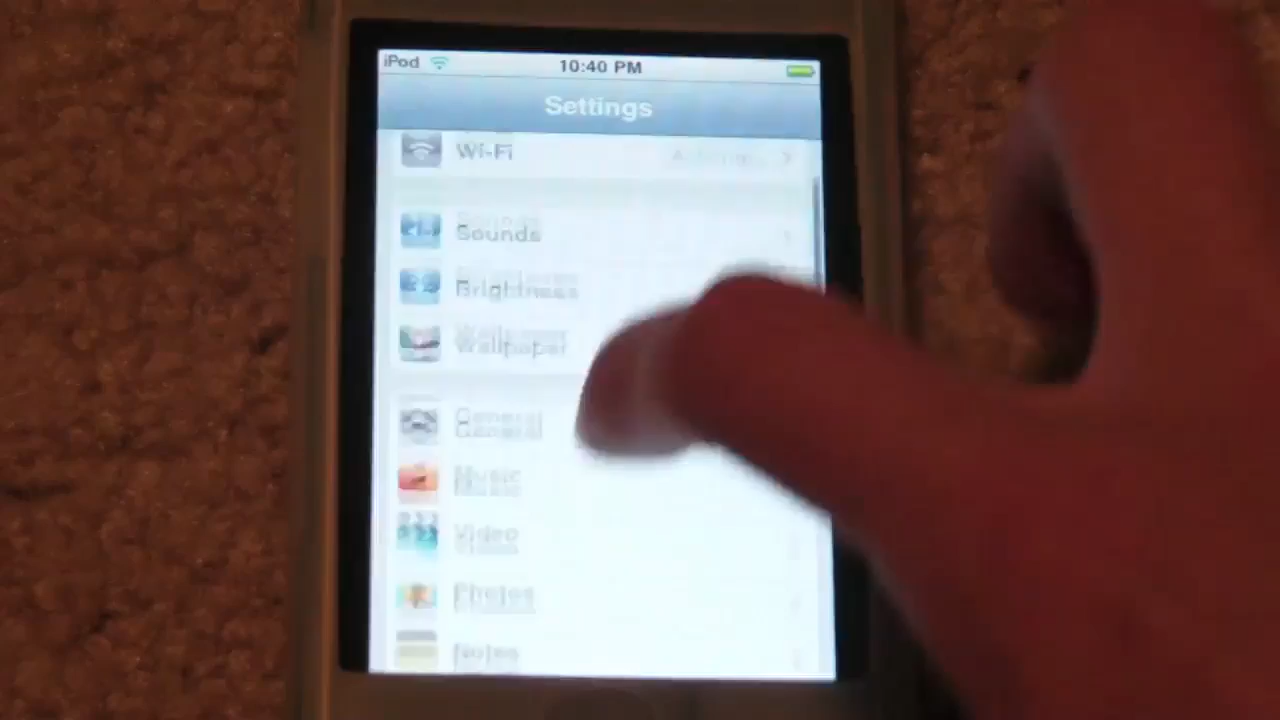 iPod 10:40 PM
Settings
Wi-Fi
Sounds
Brightness
Wallpaper
General
Music
Video
Photos
Notes